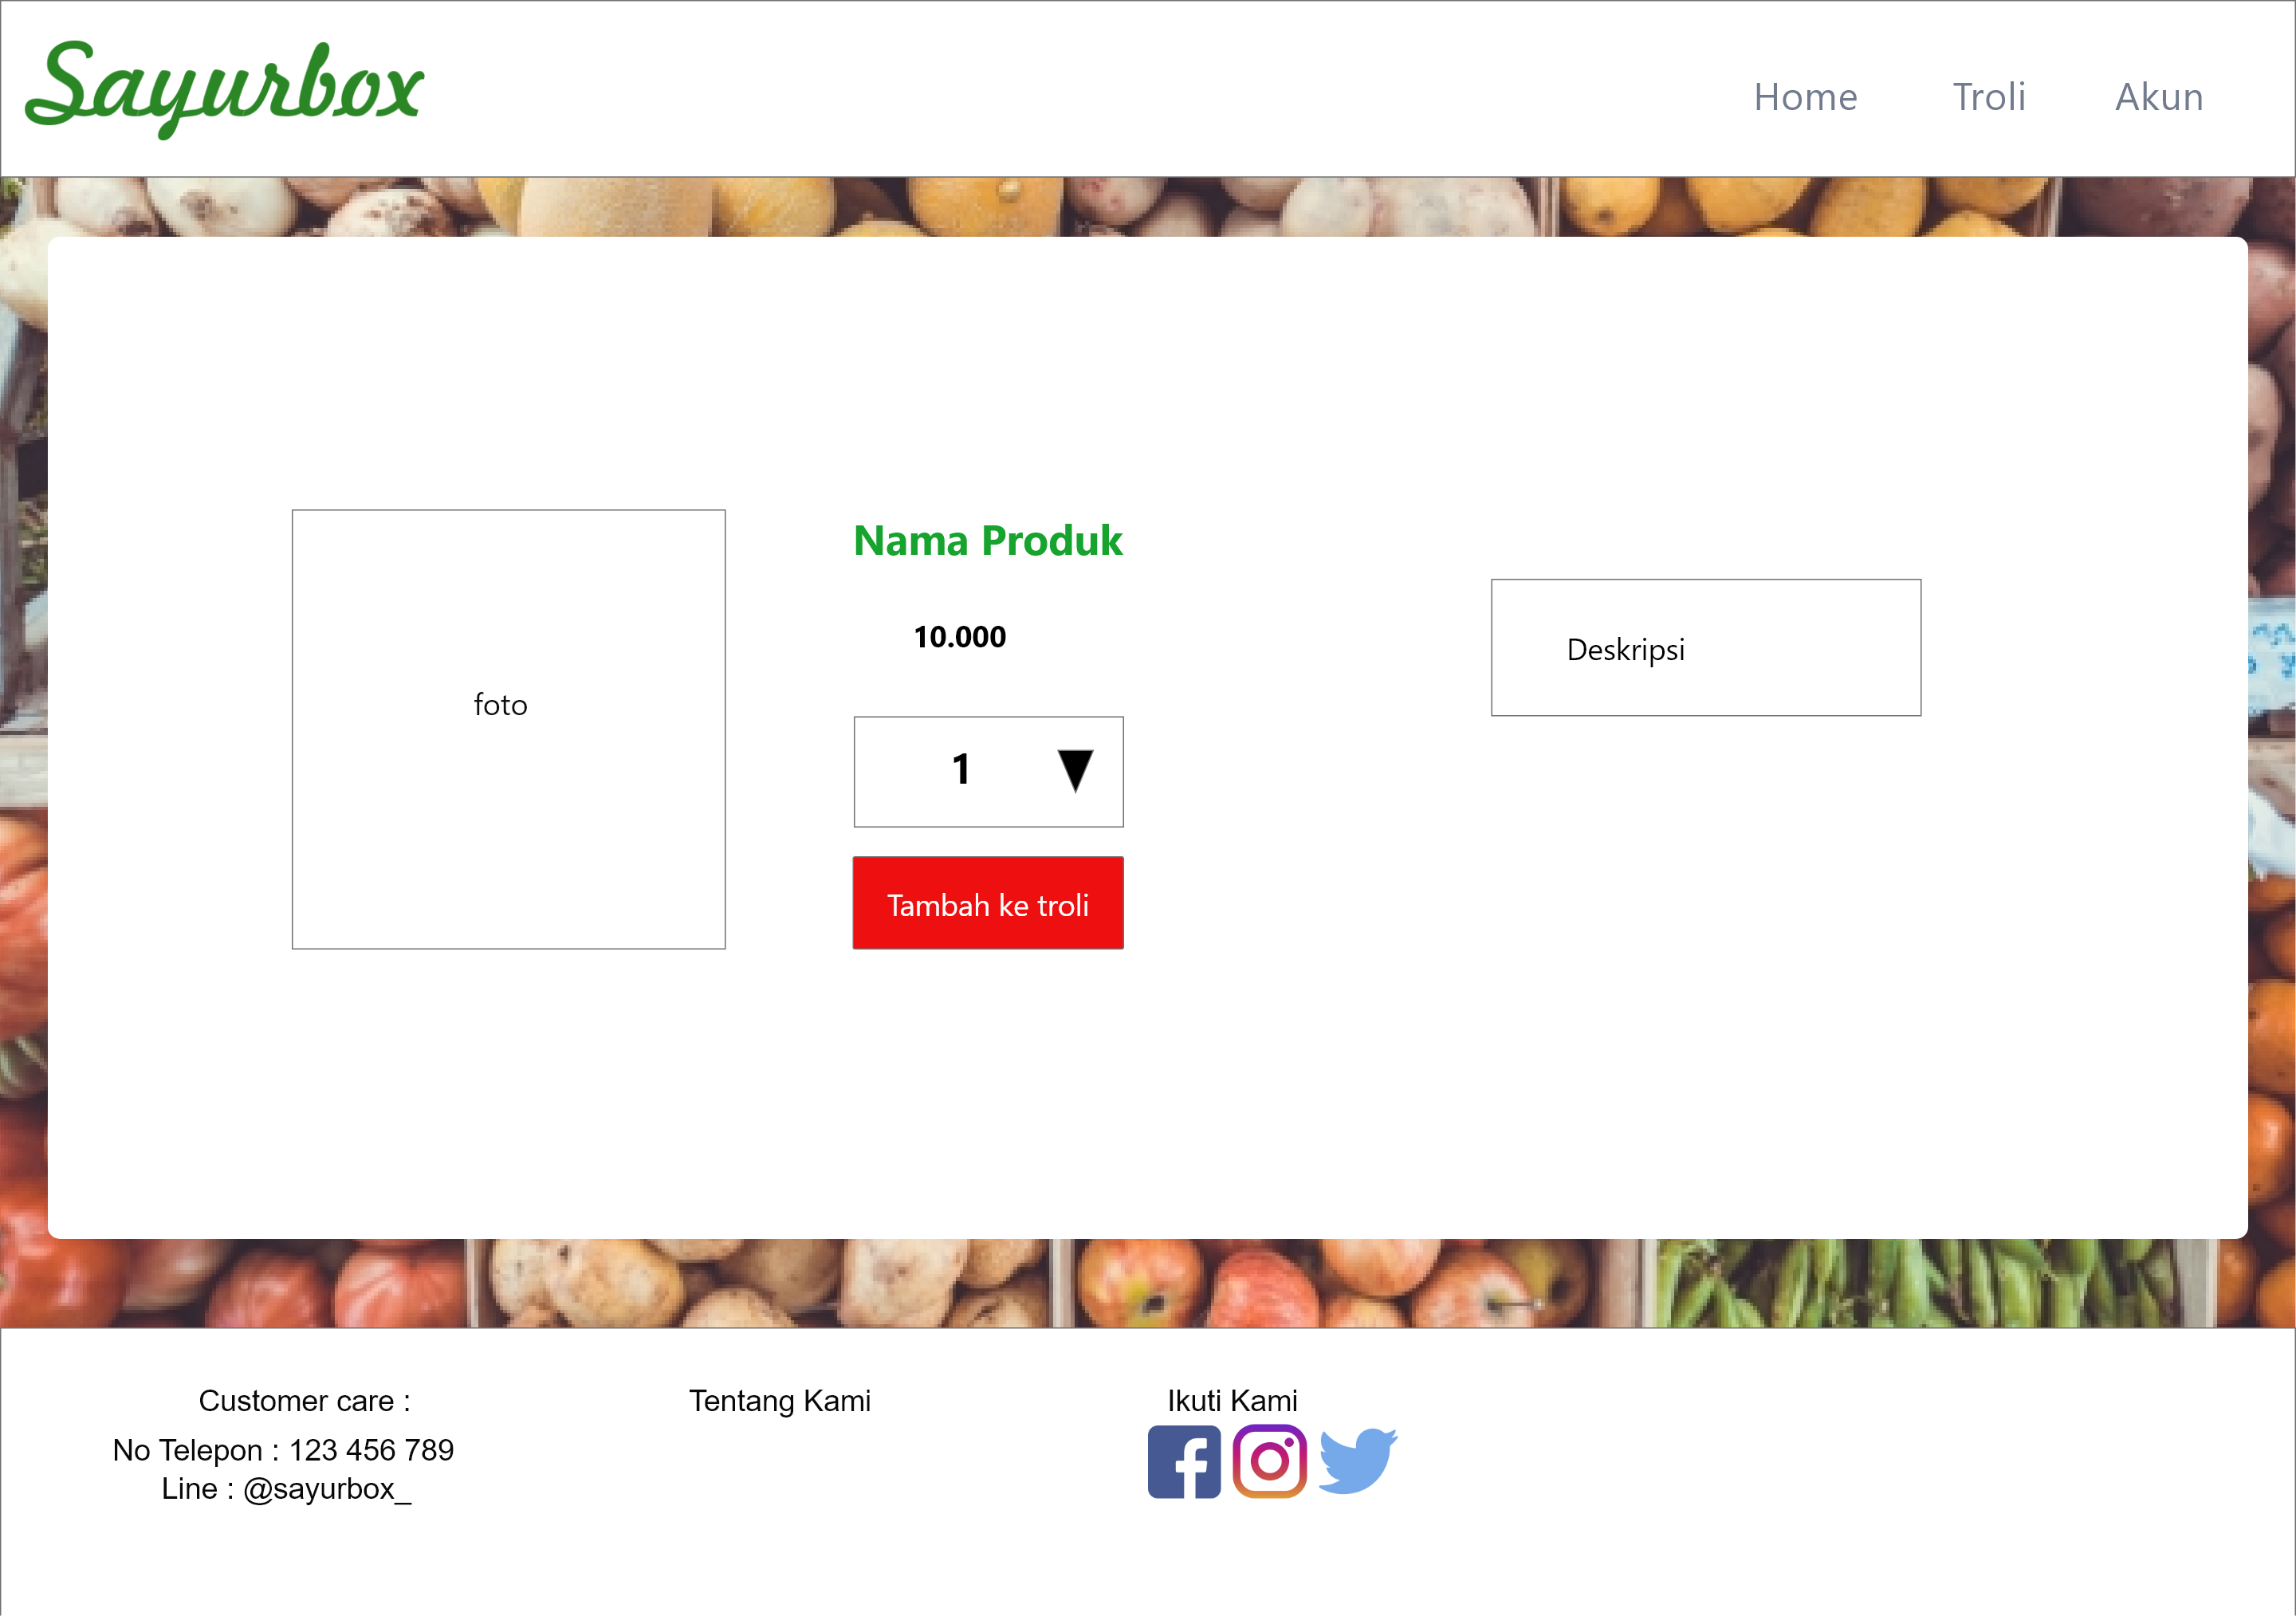 Sayurbox
Home
Troli
Akun
foto
Nama Produk
10.000
1
Tambah ke troli
Deskripsi
Customer care :
No Telepon : 123 456 789
Line : @sayurbox_
Tentang Kami
Ikuti Kami